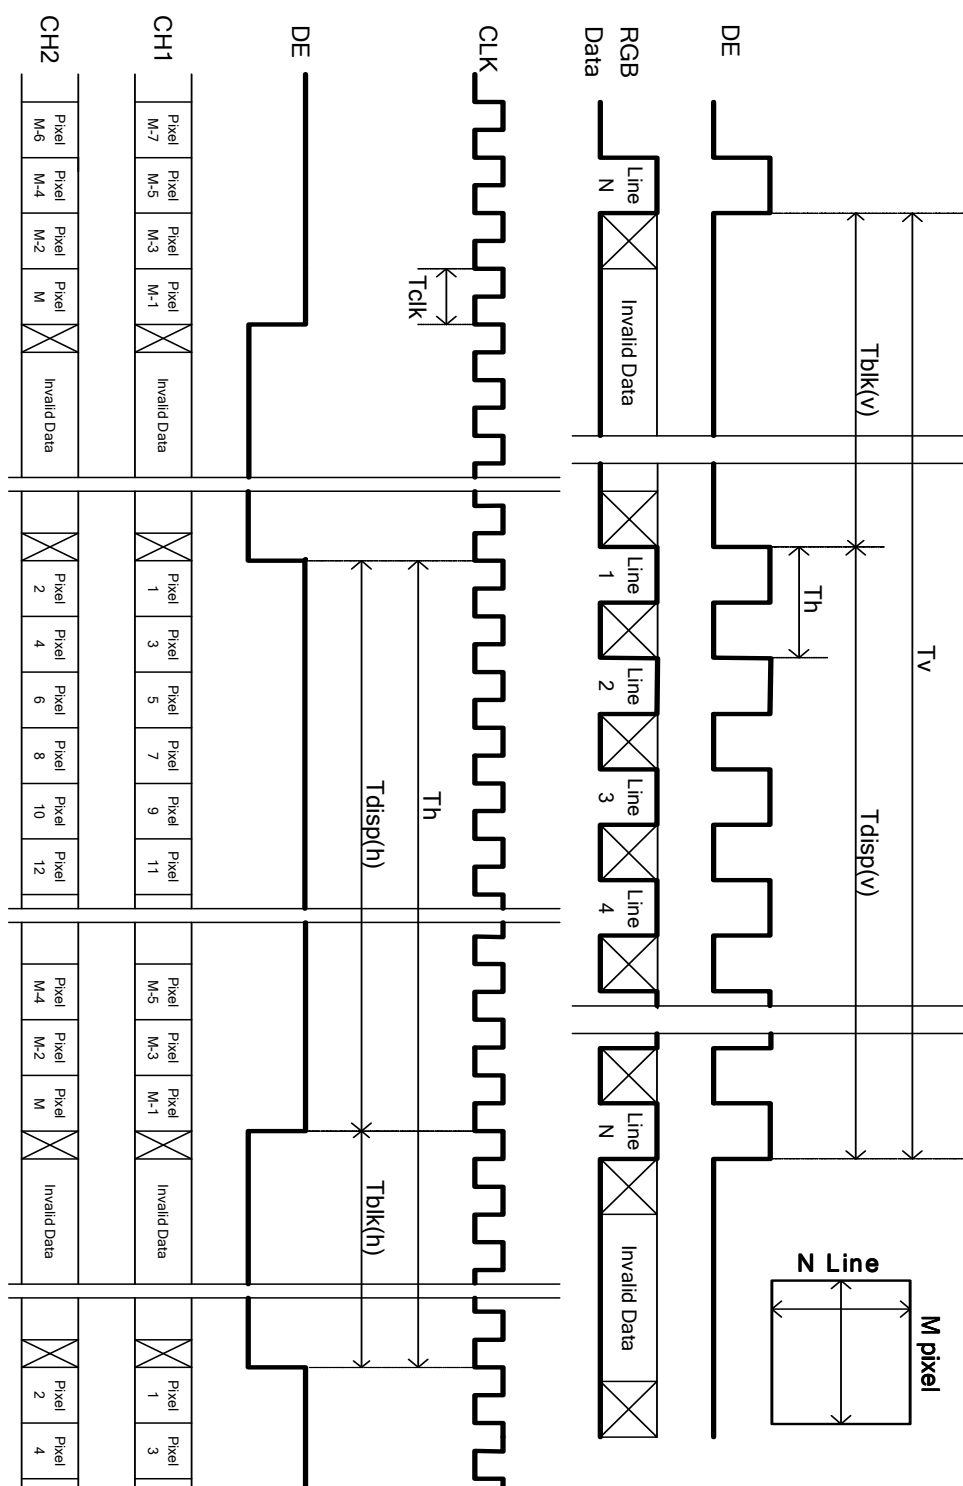 Tv
Tblk(v)
Tdisp(v)
Th
DE
RGB
Data
Line
N
Invalid Data
Line
1
Line
2
Line
3
Line
4
Line
N
Invalid Data
M pixel
N Line
CLK
Tclk
Th
Tdisp(h)
Tblk(h)
DE
CH1
Pixel
M-7
Pixel
M-5
Pixel
M-3
Pixel
M-1
Invalid Data
Pixel
1
Pixel
3
Pixel
5
Pixel
7
Pixel
9
Pixel
11
Pixel
M-5
Pixel
M-3
Pixel
M-1
Invalid Data
Pixel
1
Pixel
3
CH2
Pixel
M-6
Pixel
M-4
Pixel
M-2
Pixel
M
Invalid Data
Pixel
2
Pixel
4
Pixel
6
Pixel
8
Pixel
10
Pixel
12
Pixel
M-4
Pixel
M-2
Pixel
M
Invalid Data
Pixel
2
Pixel
4